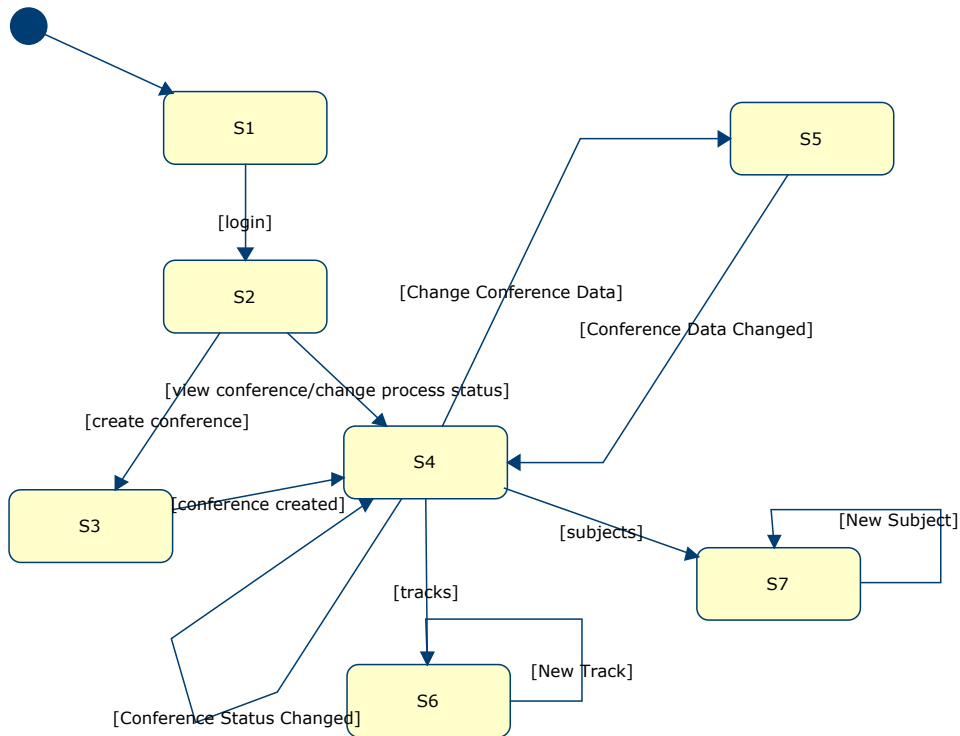 S1
S5
[login]
S2
[Change Conference Data]
[Conference Data Changed]
[view conference/change process status]
[create conference]
S4
[conference created]
S3
[subjects]
[New Subject]
S7
[tracks]
[New Track]
S6
[Conference Status Changed]